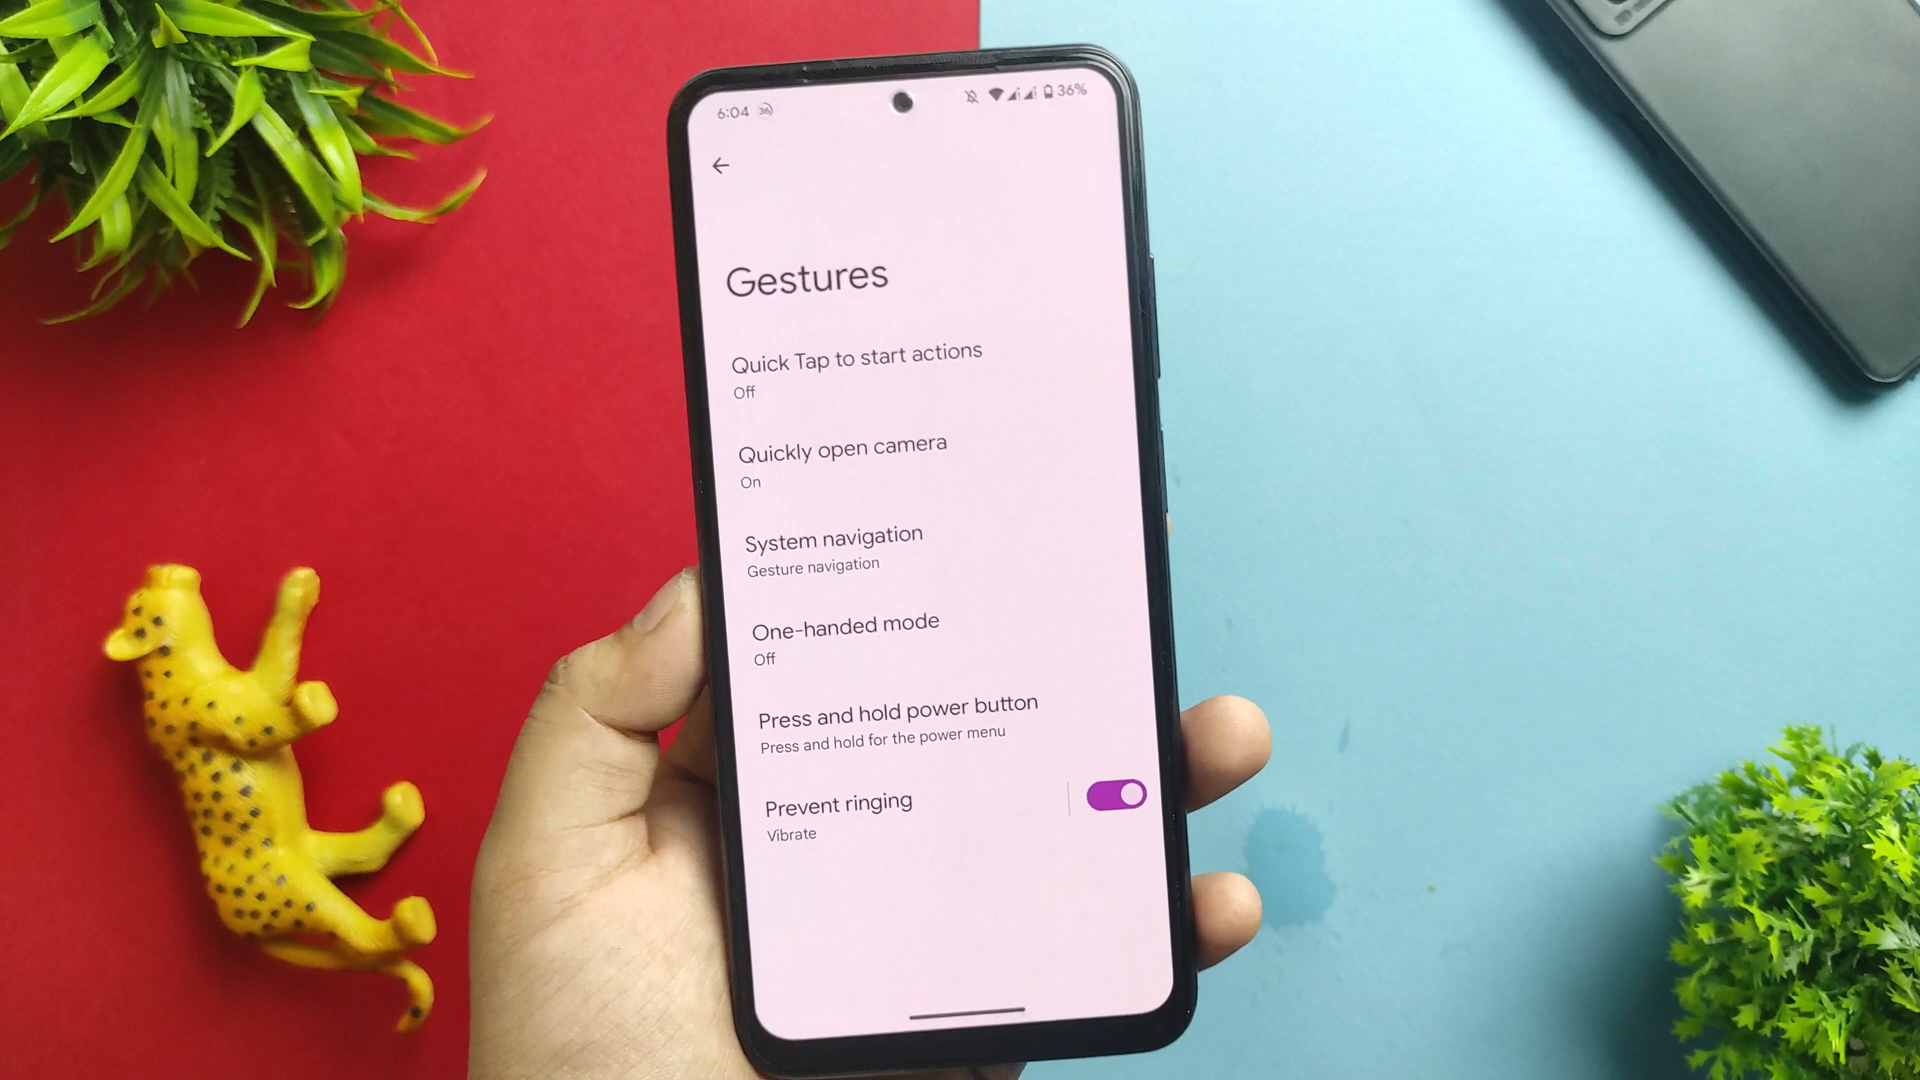 6:04 36 36%
Gestures
Quick Tap to start actions
Off
Quickly open camera
On
System navigation
Gesture navigation
One-handed mode
Off
Press and hold power button
Press and hold for the power menu
Prevent ringing
Vibrate